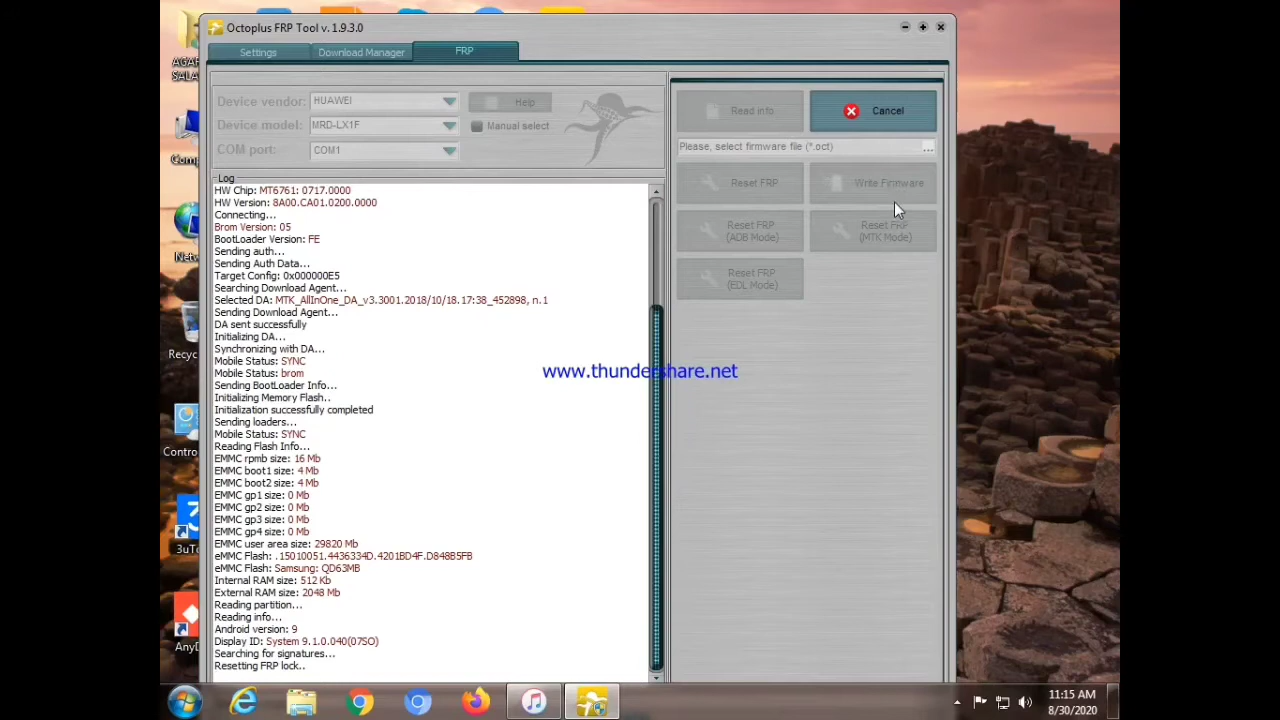 Octoplus FRP Tool v. 1.9.3.0
Settings
Download Manager
FRP
Device vendor:
HUAWEI
Help
Device model:
MRD-LX1F
Manual select
COM port:
COM1
Read info
Cancel
Please, select firmware file (*.oct)
...
Reset FRP
Write Firmware
Reset FRP
(ADB Mode)
Reset FRP
(MTK Mode)
Reset FRP
(EDL Mode)
Log
HW Chip: MT6761: 0717.0000
HW Version: 8A00.CA01.0200.0000
Connecting...
Brom Version: 05
BootLoader Version: FE
Sending auth...
Sending Auth Data...
Target Config: 0x000000E5
Searching Download Agent...
Selected DA: MTK_AllInOne_DA_v3.3001.2018/10/18.17:38_452898, n.1
Sending Download Agent...
DA sent successfully
Initializing DA...
Synchronizing with DA...
Mobile Status: SYNC
Mobile Status: brom
Sending BootLoader Info...
Initializing Memory Flash..
Initialization successfully completed
Sending loaders...
Mobile Status: SYNC
Reading Flash Info...
EMMC rpmb size: 16 Mb
EMMC boot1 size: 4 Mb
EMMC boot2 size: 4 Mb
EMMC gp1 size: 0 Mb
EMMC gp2 size: 0 Mb
EMMC gp3 size: 0 Mb
EMMC gp4 size: 0 Mb
EMMC user area size: 29820 Mb
eMMC Flash: .15010051.4436334D.4201BD4F.D848B5FB
eMMC Flash: Samsung: QD63MB
Internal RAM size: 512 Kb
External RAM size: 2048 Mb
Reading partition...
Reading info...
Android version: 9
Display ID: System 9.1.0.040(07SO)
Searching for signatures...
Resetting FRP lock..
www.thundershare.net
AGAR
SALA
Comp
Netw
Recyc
Contro
3uTo
AnyD
11:15 AM
8/30/2020